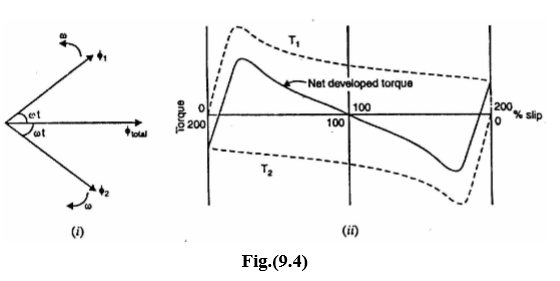 ω
ϕ1
ωt
ωt
ϕtotal
ϕ2
ω
(i)
T1
Net developed torque
Torque
0
200
100
100
200
0
% slip
T2
(ii)
Fig.(9.4)